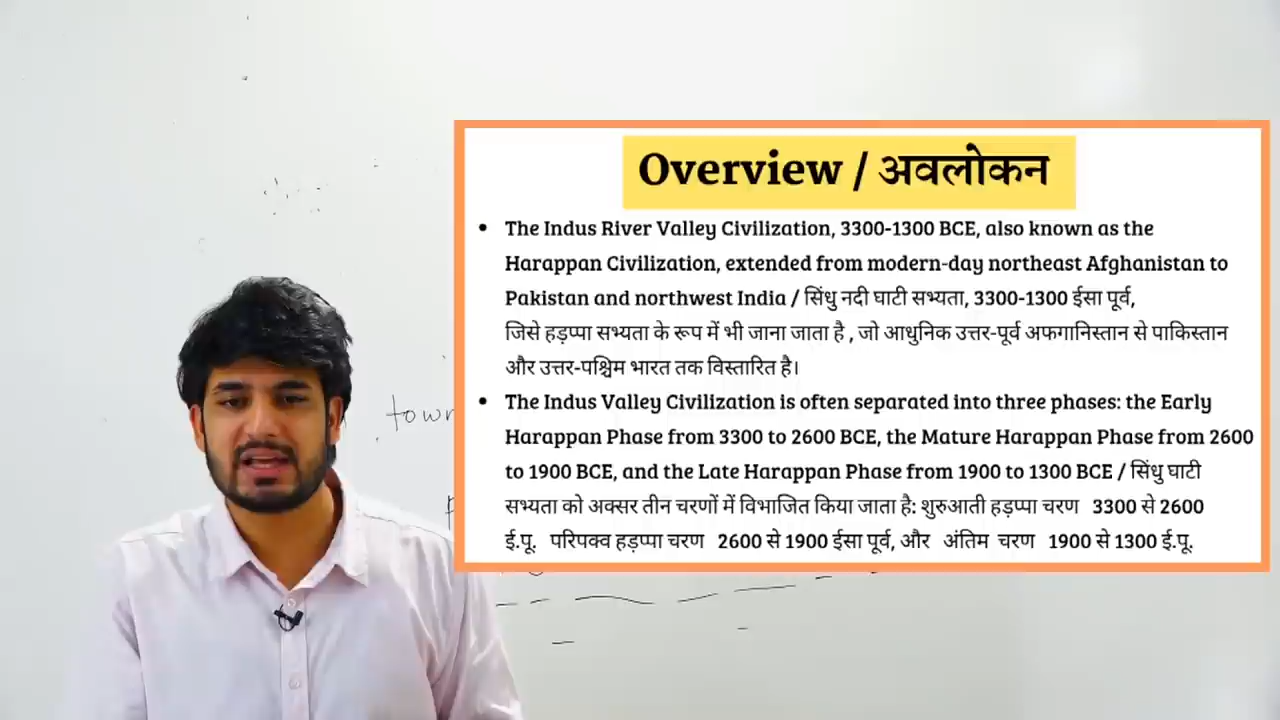 Overview / अवलोकन
The Indus River Valley Civilization, 3300-1300 BCE, also known as the
Harappan Civilization, extended from modern-day northeast Afghanistan to
Pakistan and northwest India / सिंधु नदी घाटी सभ्यता, 3300-1300 ईसा पूर्व,
जिसे हड़प्पा सभ्यता के रूप में भी जाना जाता है , जो आधुनिक उत्तर-पूर्व अफगानिस्तान से पाकिस्तान
और उत्तर-पश्चिम भारत तक विस्तारित है।
The Indus Valley Civilization is often separated into three phases: the Early
Harappan Phase from 3300 to 2600 BCE, the Mature Harappan Phase from 2600
to 1900 BCE, and the Late Harappan Phase from 1900 to 1300 BCE / सिंधु घाटी
सभ्यता को अक्सर तीन चरणों में विभाजित किया जाता है: शुरुआती हड़प्पा चरण 3300 से 2600
ई.पू. परिपक्व हड़प्पा चरण 2600 से 1900 ईसा पूर्व, और अंतिम चरण 1900 से 1300 ई.पू.